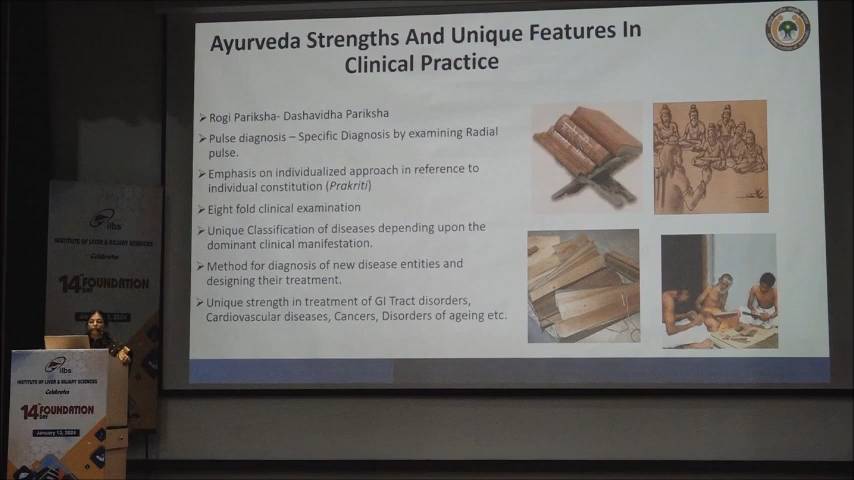 Ayurveda Strengths And Unique Features In
Clinical Practice
➢ Rogi Pariksha- Dashavidha Pariksha
➢ Pulse diagnosis – Specific Diagnosis by examining Radial
pulse.
➢ Emphasis on individualized approach in reference to
individual constitution (Prakriti)
➢ Eight fold clinical examination
➢ Unique Classification of diseases depending upon the
dominant clinical manifestation.
➢ Method for diagnosis of new disease entities and
designing their treatment.
➢ Unique strength in treatment of GI Tract disorders,
Cardiovascular diseases, Cancers, Disorders of ageing etc.
ilbs
INSTITUTE OF LIVER & BILIARY SCIENCES
Celebrates
14 FOUNDATION
DAY
ilbs
INSTITUTE OF LIVER & BILIARY SCIENCES
Celebrates
14 FOUNDATION
DAY
January 13, 2024